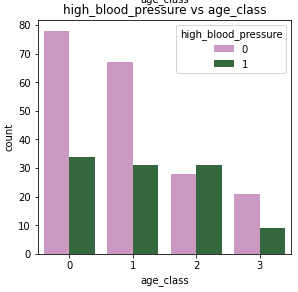 age_class
high_blood_pressure vs age_class
high_blood_pressure
0
1
80
70
60
50
40
30
20
10
0
count
0 1 2 3
age_class